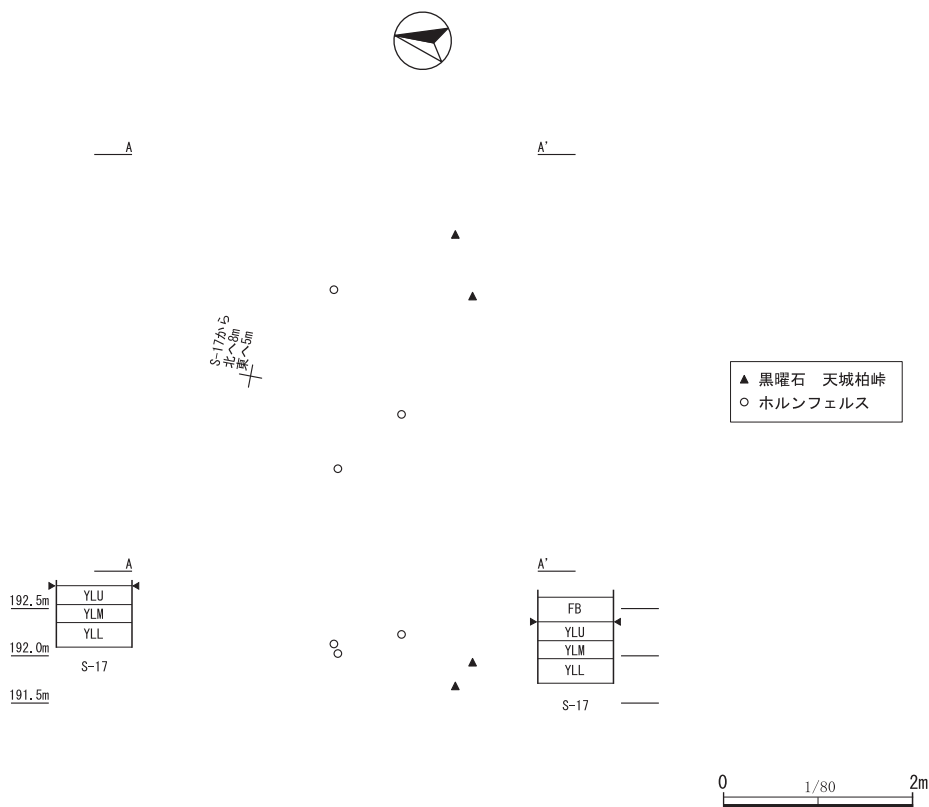 A
A'
S-17から
北へ8m
東へ5m
▲ 黒曜石　天城柏峠
○ ホルンフェルス
A
A'
192.5m
192.0m
191.5m
YLU
YLM
YLL
S-17
FB
YLU
YLM
YLL
S-17
0
1/80
2m